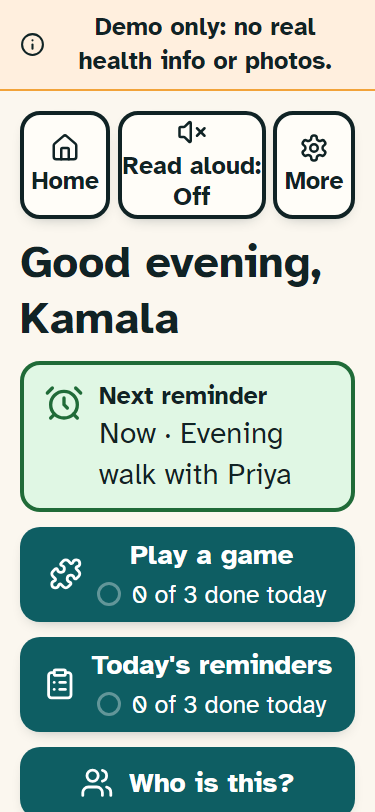 Demo only: no real
health info or photos.
Home
Read aloud:
Off
More
Good evening,
Kamala
Next reminder
Now · Evening
walk with Priya
Play a game
0 of 3 done today
Today's reminders
0 of 3 done today
Who is this?